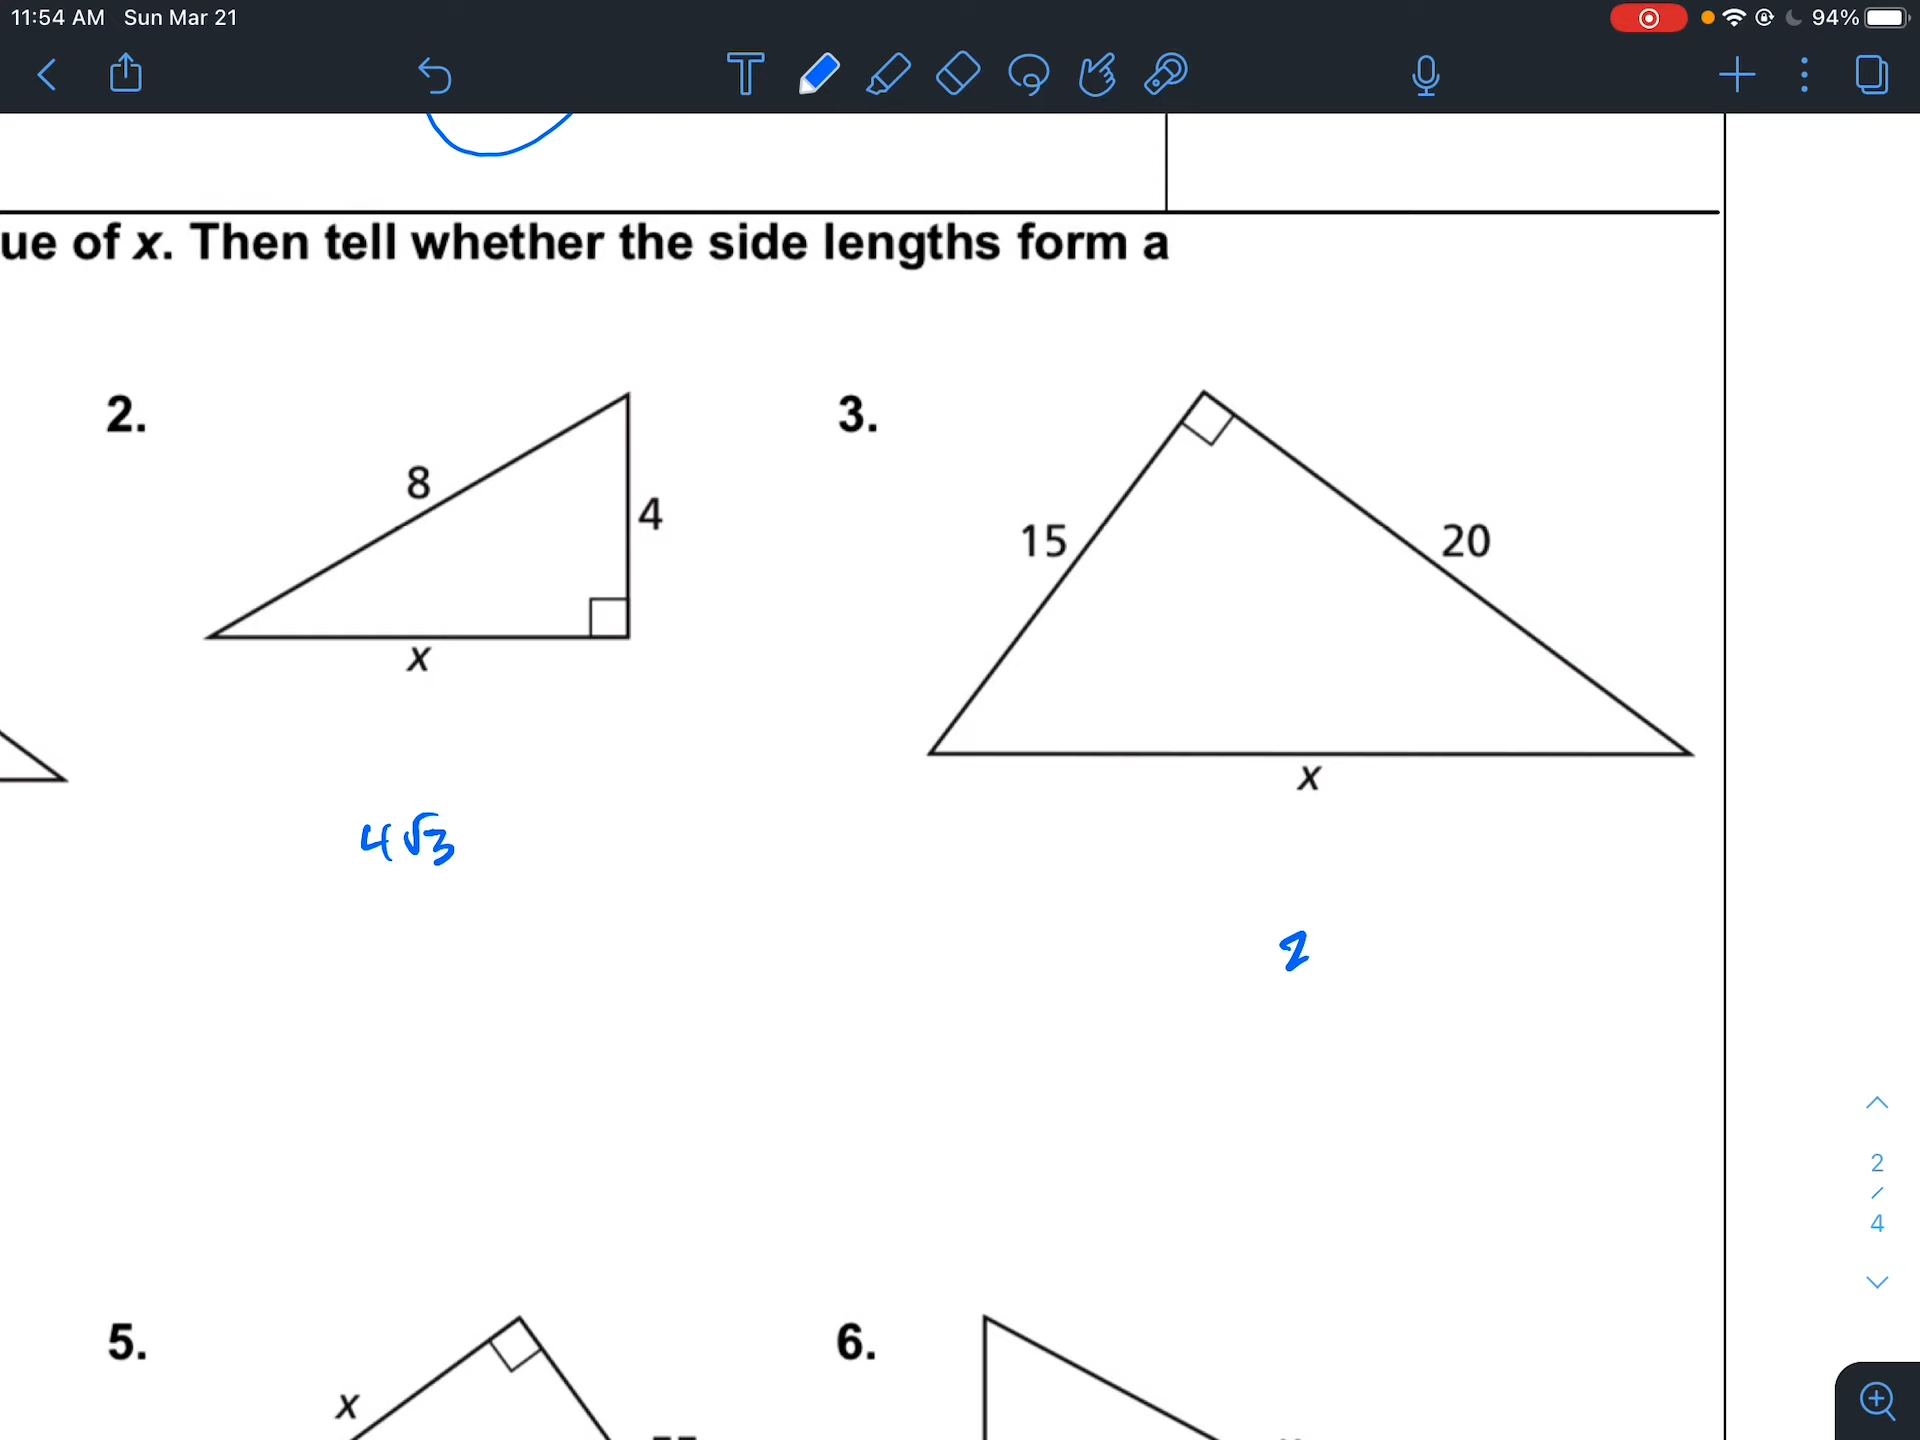 11:54 AM Sun Mar 21
94%
T
ue of x. Then tell whether the side lengths form a
2.
8
4
x
4√3
3.
15
20
x
2
2
/
4
5.
x
6.